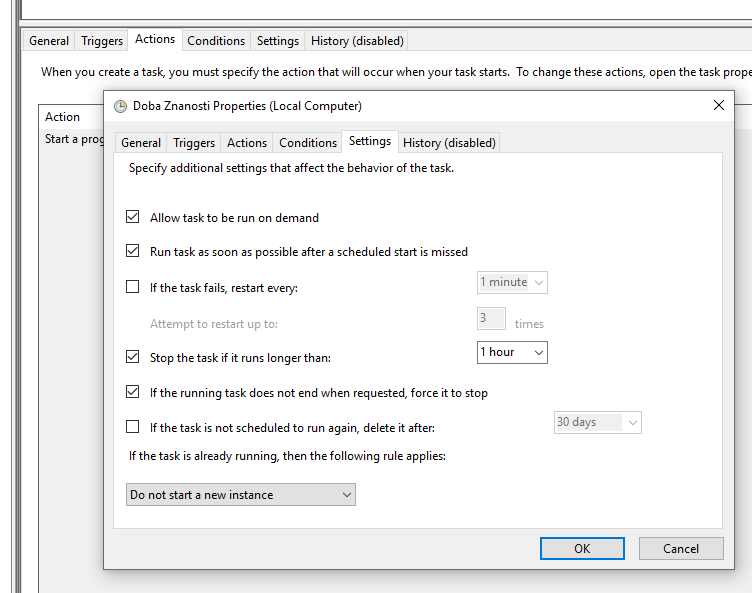 General Triggers Actions Conditions Settings History (disabled)
When you create a task, you must specify the action that will occur when your task starts. To change these actions, open the task prope
Action
Start a prog
Doba Znanosti Properties (Local Computer)
General Triggers Actions Conditions Settings History (disabled)
Specify additional settings that affect the behavior of the task.
Allow task to be run on demand
Run task as soon as possible after a scheduled start is missed
If the task fails, restart every: 1 minute
Attempt to restart up to: 3 times
Stop the task if it runs longer than: 1 hour
If the running task does not end when requested, force it to stop
If the task is not scheduled to run again, delete it after: 30 days
If the task is already running, then the following rule applies:
Do not start a new instance
OK Cancel